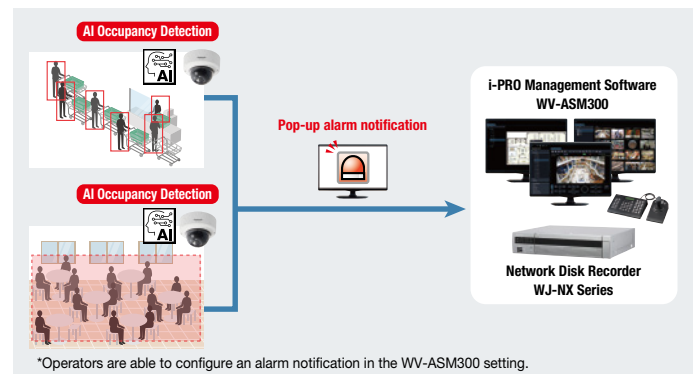 AI Occupancy Detection
AI
Pop-up alarm notification
i-PRO Management Software
WV-ASM300
AI Occupancy Detection
AI
Network Disk Recorder
WJ-NX Series
*Operators are able to configure an alarm notification in the WV-ASM300 setting.